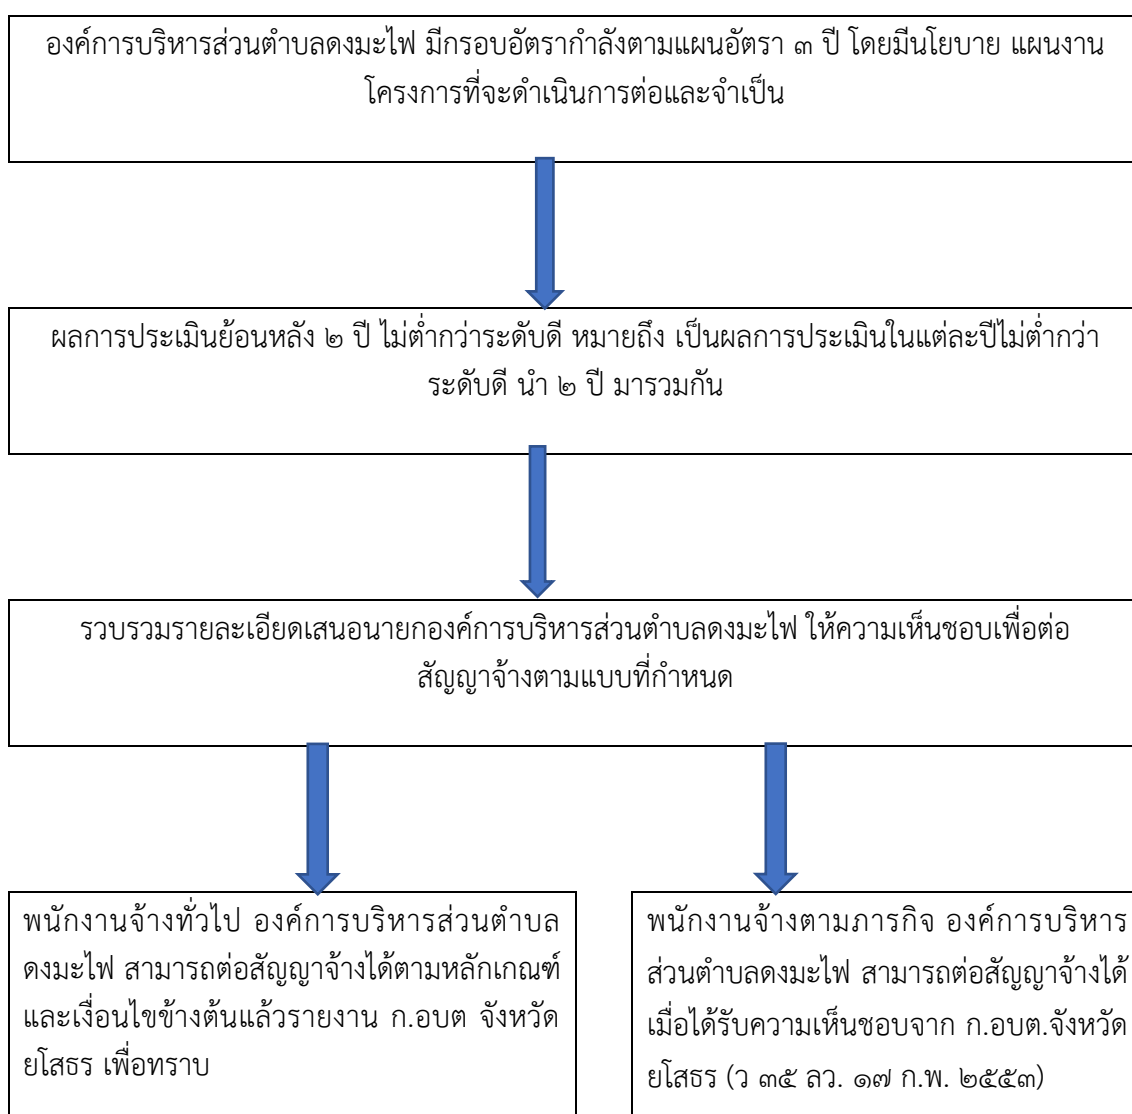 องค์การบริหารส่วนตำบลดงมะไฟ มีกรอบอัตรากำลังตามแผนอัตรา ๓ ปี โดยมีนโยบาย แผนงาน
โครงการที่จะดำเนินการต่อและจำเป็น
ผลการประเมินย้อนหลัง ๒ ปี ไม่ต่ำกว่าระดับดี หมายถึง เป็นผลการประเมินในแต่ละปีไม่ต่ำกว่า
ระดับดี นำ ๒ ปี มารวมกัน
รวบรวมรายละเอียดเสนอนายกองค์การบริหารส่วนตำบลดงมะไฟ ให้ความเห็นชอบเพื่อต่อ
สัญญาจ้างตามแบบที่กำหนด
พนักงานจ้างทั่วไป องค์การบริหารส่วนตำบล
ดงมะไฟ สามารถต่อสัญญาจ้างได้ตามหลักเกณฑ์
และเงื่อนไขข้างต้นแล้วรายงาน ก.อบต จังหวัด
ยโสธร เพื่อทราบ
พนักงานจ้างตามภารกิจ องค์การบริหาร
ส่วนตำบลดงมะไฟ สามารถต่อสัญญาจ้างได้
เมื่อได้รับความเห็นชอบจาก ก.อบต.จังหวัด
ยโสธร (ว ๓๕ ลว. ๑๗ ก.พ. ๒๕๕๓)